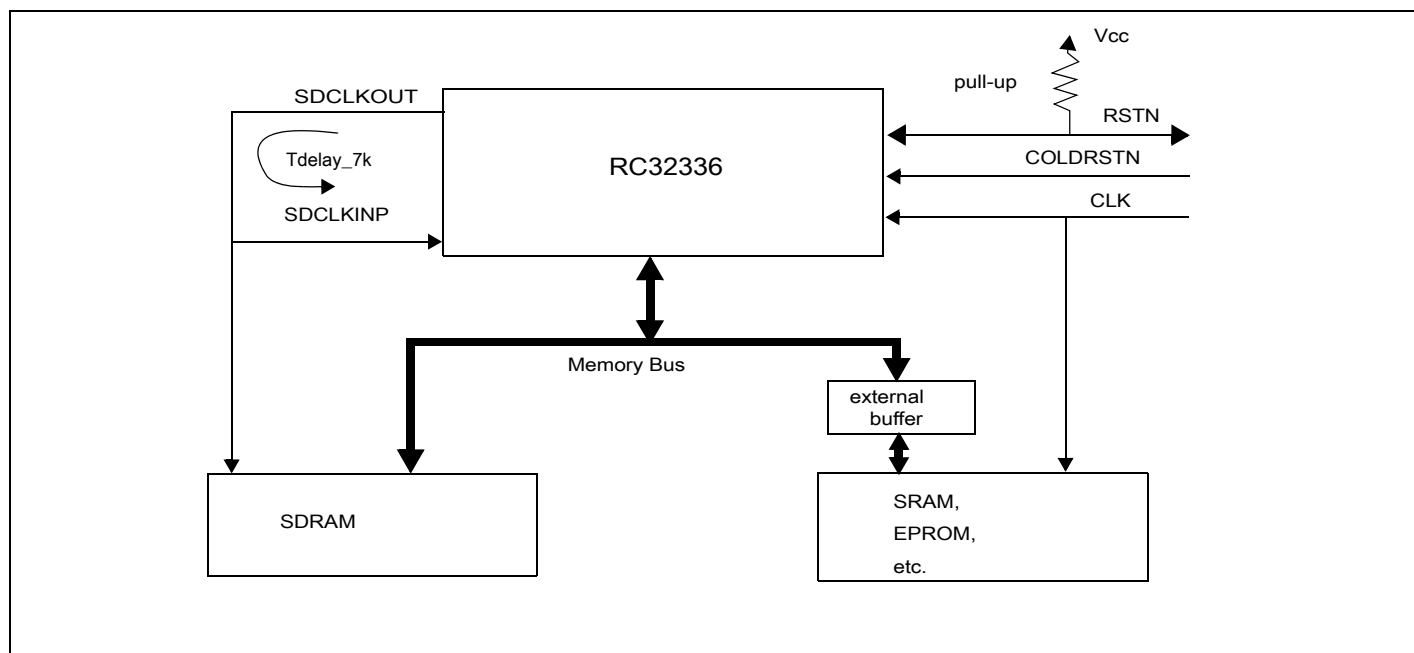 Vcc
pull-up
SDCLKOUT
RSTN
Tdelay_7k
RC32336
COLDRSTN
SDCLKINP
CLK
Memory Bus
external
buffer
SDRAM
SRAM,
EPROM,
etc.